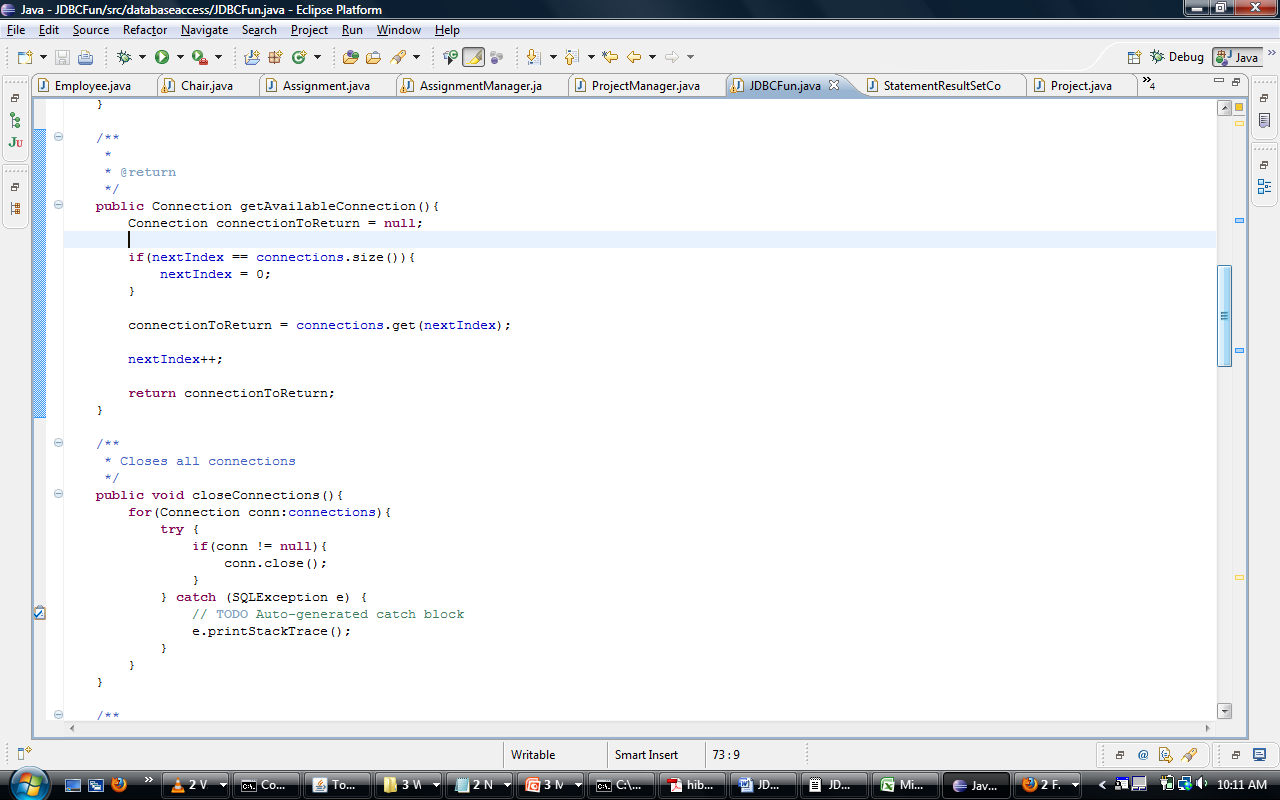 Java - JDBCFun/src/databaseaccess/JDBCFun.java - Eclipse Platform
File Edit Source Refactor Navigate Search Project Run Window Help
Debug Java
Employee.java Chair.java Assignment.java AssignmentManager.ja ProjectManager.java JDBCFun.java StatementResultSetCo Project.java »4
}
/**
*
* @return
*/
public Connection getAvailableConnection(){
Connection connectionToReturn = null;
if(nextIndex == connections.size()){
nextIndex = 0;
}
connectionToReturn = connections.get(nextIndex);
nextIndex++;
return connectionToReturn;
}
/**
* Closes all connections
*/
public void closeConnections(){
for(Connection conn:connections){
try {
if(conn != null){
conn.close();
}
} catch (SQLException e) {
// TODO Auto-generated catch block
e.printStackTrace();
}
}
}
/**
Writable Smart Insert 73 : 9
» 2 V Co... To... 3 W 2 N 3 M C:\... hib... JD... JD... Mi... Jav... 2 F. < 10:11 AM